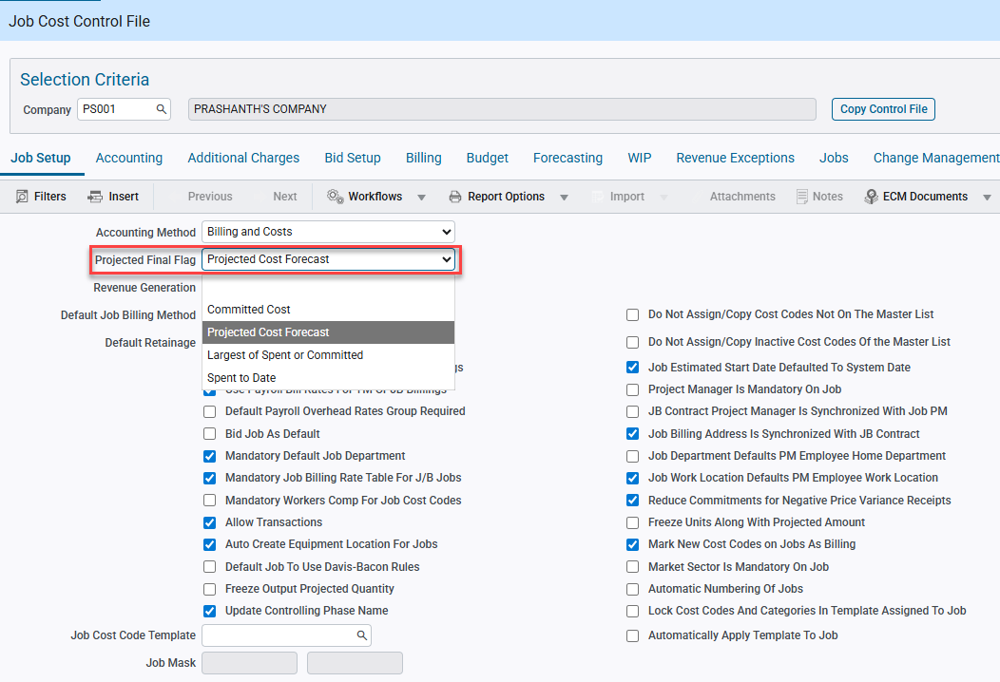 Job Cost Control File
Selection Criteria
Company PS001 PRASHANTH'S COMPANY Copy Control File
Job Setup Accounting Additional Charges Bid Setup Billing Budget Forecasting WIP Revenue Exceptions Jobs Change Management
Filters Insert Previous Next Workflows Report Options Import Attachments Notes ECM Documents
Accounting Method Billing and Costs
Projected Final Flag Projected Cost Forecast
Revenue Generation
Committed Cost
Default Job Billing Method Do Not Assign/Copy Cost Codes Not On The Master List
Projected Cost Forecast
Default Retainage Do Not Assign/Copy Inactive Cost Codes Of the Master List
Largest of Spent or Committed
gs Job Estimated Start Date Defaulted To System Date
Spent to Date
Use Payroll Bill Rates For TM Or JB Billings Project Manager Is Mandatory On Job
Default Payroll Overhead Rates Group Required JB Contract Project Manager Is Synchronized With Job PM
Bid Job As Default Job Billing Address Is Synchronized With JB Contract
Mandatory Default Job Department Job Department Defaults PM Employee Home Department
Mandatory Job Billing Rate Table For J/B Jobs Job Work Location Defaults PM Employee Work Location
Mandatory Workers Comp For Job Cost Codes Reduce Commitments for Negative Price Variance Receipts
Allow Transactions Freeze Units Along With Projected Amount
Auto Create Equipment Location For Jobs Mark New Cost Codes on Jobs As Billing
Default Job To Use Davis-Bacon Rules Market Sector Is Mandatory On Job
Freeze Output Projected Quantity Automatic Numbering Of Jobs
Update Controlling Phase Name Lock Cost Codes And Categories In Template Assigned To Job
Job Cost Code Template Automatically Apply Template To Job
Job Mask